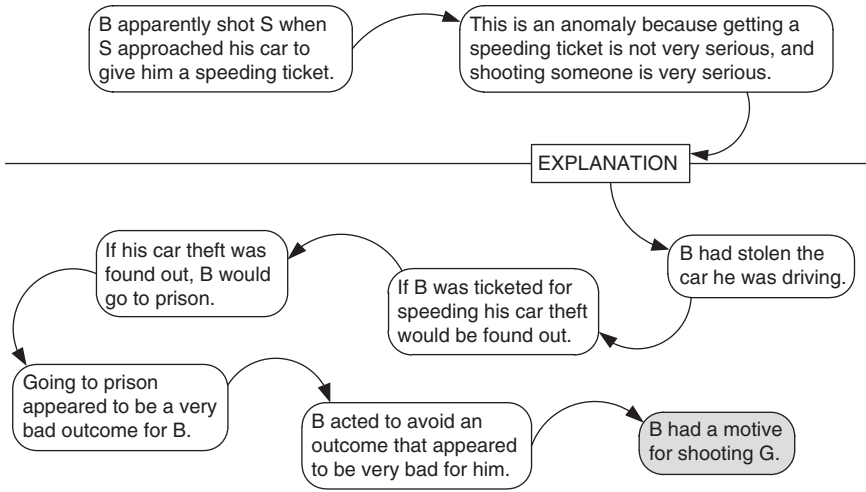 B apparently shot S when
S approached his car to
give him a speeding ticket.
This is an anomaly because getting a
speeding ticket is not very serious, and
shooting someone is very serious.
EXPLANATION
B had stolen the
car he was driving.
If B was ticketed for
speeding his car theft
would be found out.
If his car theft was
found out, B would
go to prison.
Going to prison
appeared to be a very
bad outcome for B.
B acted to avoid an
outcome that appeared
to be very bad for him.
B had a motive
for shooting G.